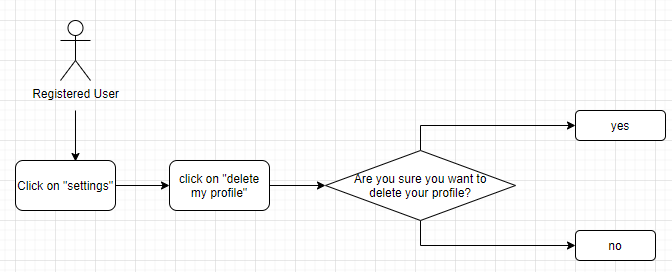 Registered User
Click on "settings"
click on "delete
my profile"
Are you sure you want to
delete your profile?
yes
no